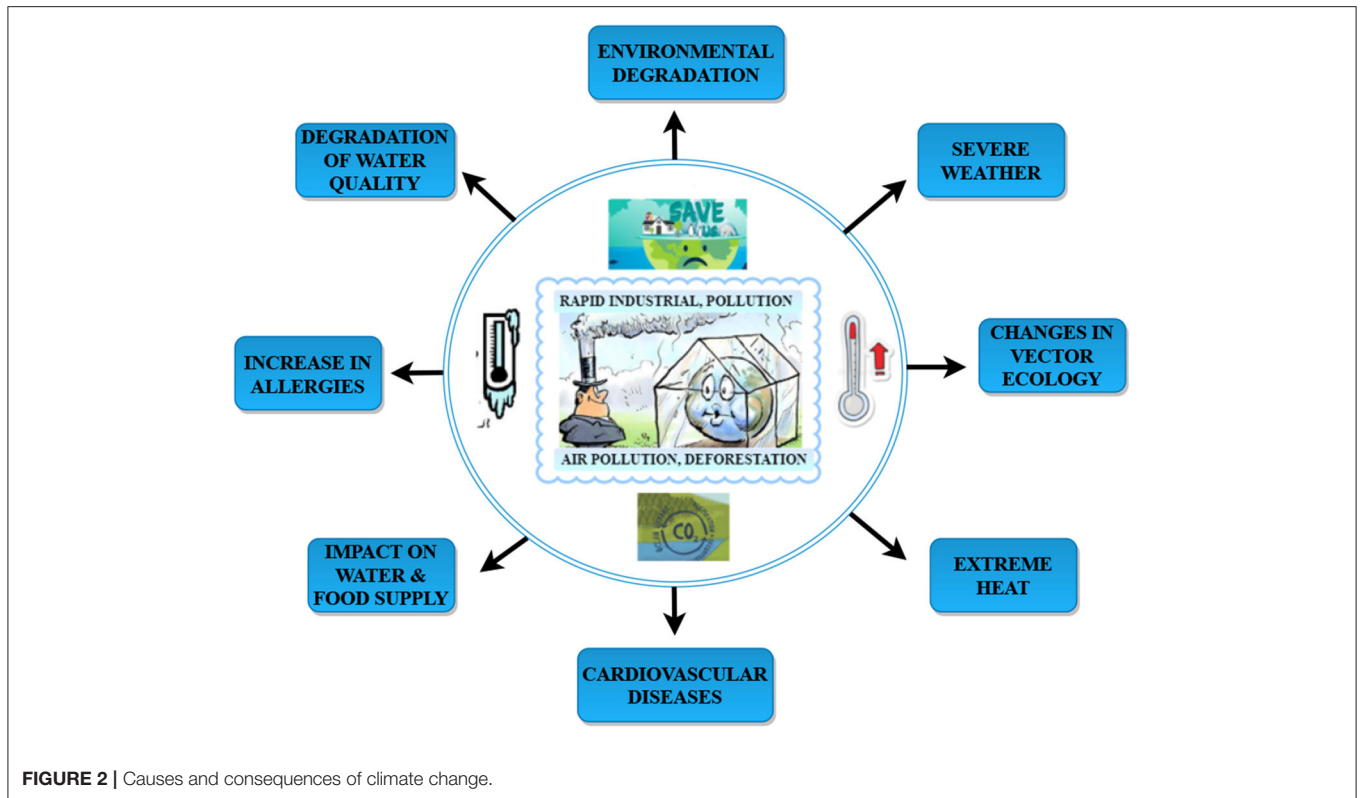 ENVIRONMENTAL
DEGRADATION
DEGRADATION
OF WATER
QUALITY
SEVERE
WEATHER
SAVE
US
RAPID INDUSTRIAL, POLLUTION
CHANGES IN
VECTOR
ECOLOGY
INCREASE IN
ALLERGIES
AIR POLLUTION, DEFORESTATION
CO₂
IMPACT ON
WATER &
FOOD SUPPLY
EXTREME
HEAT
CARDIOVASCULAR
DISEASES
FIGURE 2 | Causes and consequences of climate change.